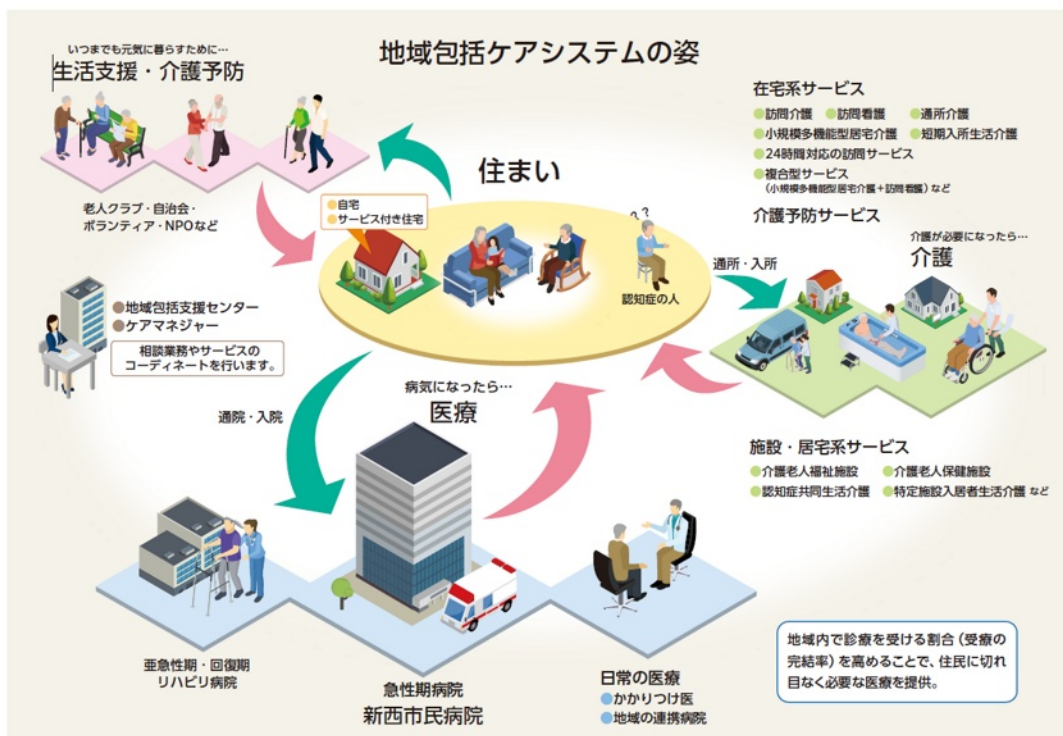 地域包括ケアシステムの姿
いつまでも元気に暮らすために…
生活支援・介護予防
老人クラブ・自治会・
ボランティア・NPOなど
住まい
●自宅
●サービス付き住宅
??
認知症の人
在宅系サービス
●訪問介護 ●訪問看護 ●通所介護
●小規模多機能型居宅介護 ●短期入所生活介護
●24時間対応の訪問サービス
●複合型サービス
(小規模多機能型居宅介護+訪問看護)など
介護予防サービス
介護が必要になったら…
介護
通所・入所
●地域包括支援センター
●ケアマネジャー
相談業務やサービスの
コーディネートを行います。
通院・入院
病気になったら…
医療
施設・居宅系サービス
●介護老人福祉施設 ●介護老人保健施設
●認知症共同生活介護 ●特定施設入居者生活介護 など
亜急性期・回復期
リハビリ病院
急性期病院
新西市民病院
日常の医療
●かかりつけ医
●地域の連携病院
地域内で診療を受ける割合(受療の
完結率)を高めることで、住民に切れ
目なく必要な医療を提供。